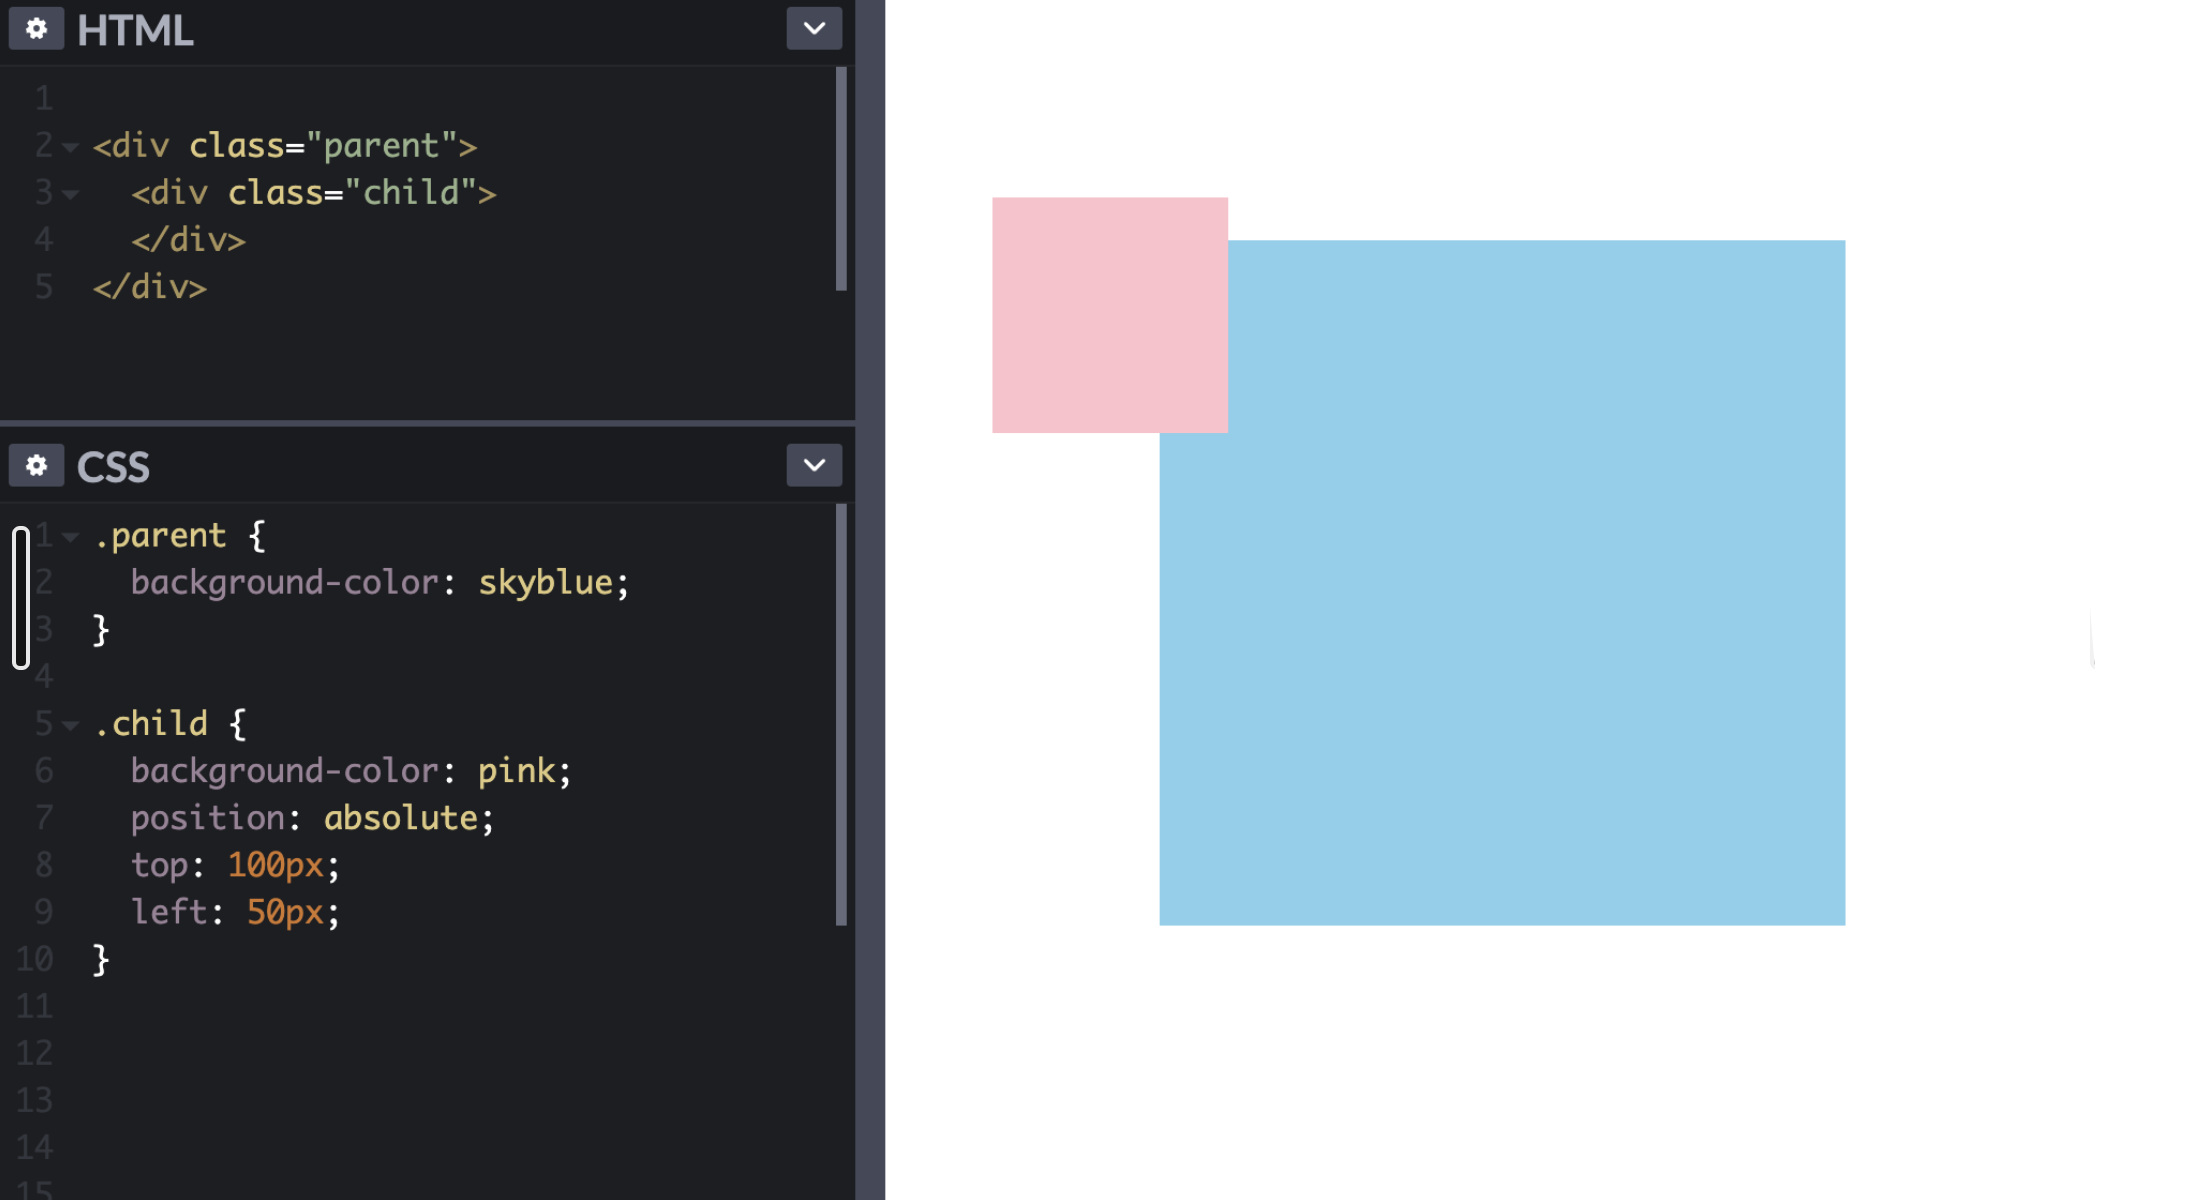 HTML
1
2 <div class="parent">
3 <div class="child">
4 </div>
5 </div>
CSS
1 .parent {
2 background-color: skyblue;
3 }
4
5 .child {
6 background-color: pink;
7 position: absolute;
8 top: 100px;
9 left: 50px;
10 }
11
12
13
14
15